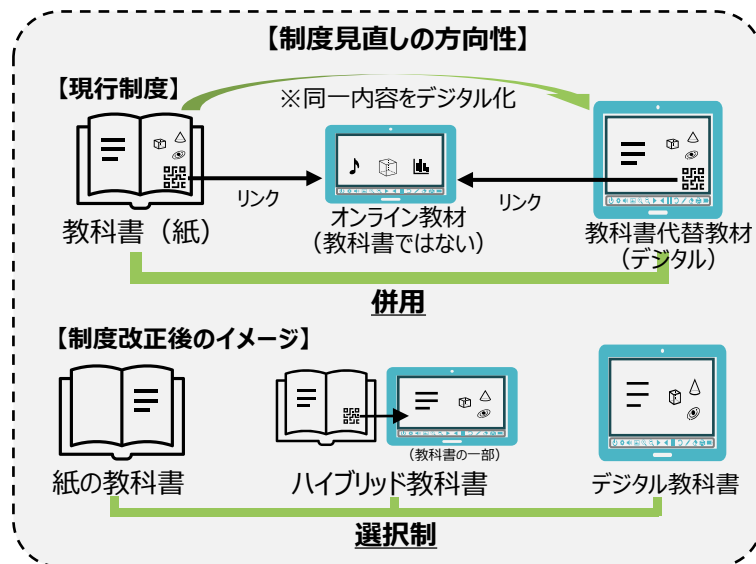 【制度見直しの方向性】
【現行制度】
※同一内容をデジタル化
リンク
リンク
教科書（紙）
オンライン教材
（教科書ではない）
教科書代替教材
（デジタル）
併用
【制度改正後のイメージ】
（教科書の一部）
紙の教科書
ハイブリッド教科書
デジタル教科書
選択制